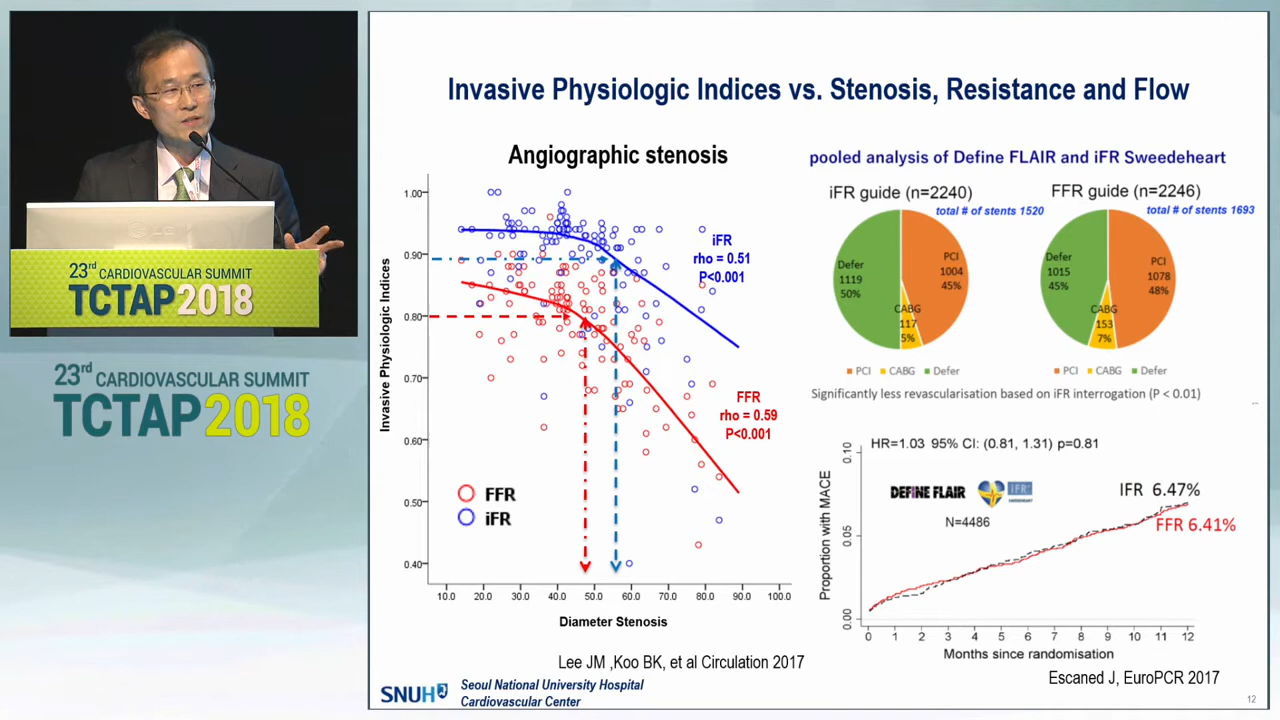 23rd CARDIOVASCULAR SUMMIT
TCTAP 2018
23rd CARDIOVASCULAR SUMMIT
TCTAP 2018
Invasive Physiologic Indices vs. Stenosis, Resistance and Flow
Angiographic stenosis
Invasive Physiologic Indices
1.00
0.90
0.80
0.70
0.60
0.50
0.40
iFR
rho = 0.51
P<0.001
FFR
rho = 0.59
P<0.001
FFR
iFR
10.0 20.0 30.0 40.0 50.0 60.0 70.0 80.0 90.0 100.0
Diameter Stenosis
Lee JM ,Koo BK, et al Circulation 2017
pooled analysis of Define FLAIR and iFR Sweedeheart
iFR guide (n=2240)
total # of stents 1520
Defer
1119
50%
PCI
1004
45%
CABG
117
5%
PCI CABG Defer
FFR guide (n=2246)
total # of stents 1693
Defer
1015
45%
PCI
1078
48%
CABG
153
7%
PCI CABG Defer
Significantly less revascularisation based on iFR interrogation (P < 0.01)
HR=1.03 95% CI: (0.81, 1.31) p=0.81
Proportion with MACE
0.10
0.05
0.00
DEFINE FLAIR
iFR
SWEDEHEART
N=4486
IFR 6.47%
FFR 6.41%
0 1 2 3 4 5 6 7 8 9 10 11 12
Months since randomisation
Escaned J, EuroPCR 2017
SNUH
Seoul National University Hospital
Cardiovascular Center
12